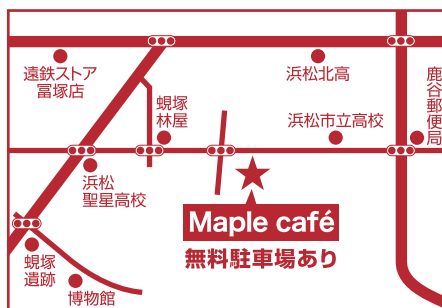 遠鉄ストア
冨塚店
浜松北高
鹿谷郵便局
蜆塚
林屋
浜松市立高校
浜松
聖星高校
Maple café
無料駐車場あり
蜆塚
遺跡
博物館